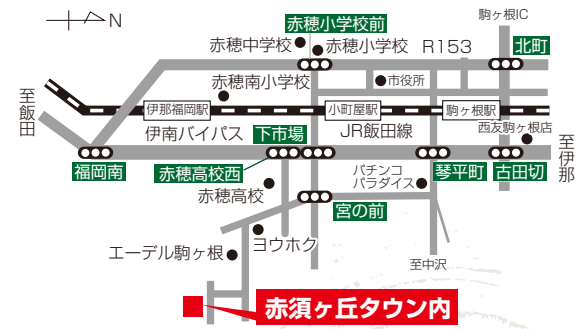 N
駒ヶ根IC
赤穂小学校前
赤穂中学校
赤穂小学校
R153
北町
赤穂南小学校
市役所
至飯田
伊那福岡駅
小町屋駅
駒ヶ根駅
伊南バイパス
下市場
JR飯田線
西友駒ヶ根店
至伊那
福岡南
赤穂高校西
パチンコ
パラダイス
琴平町
古田切
赤穂高校
宮の前
ヨウホク
エーデル駒ヶ根
至中沢
赤須ヶ丘タウン内